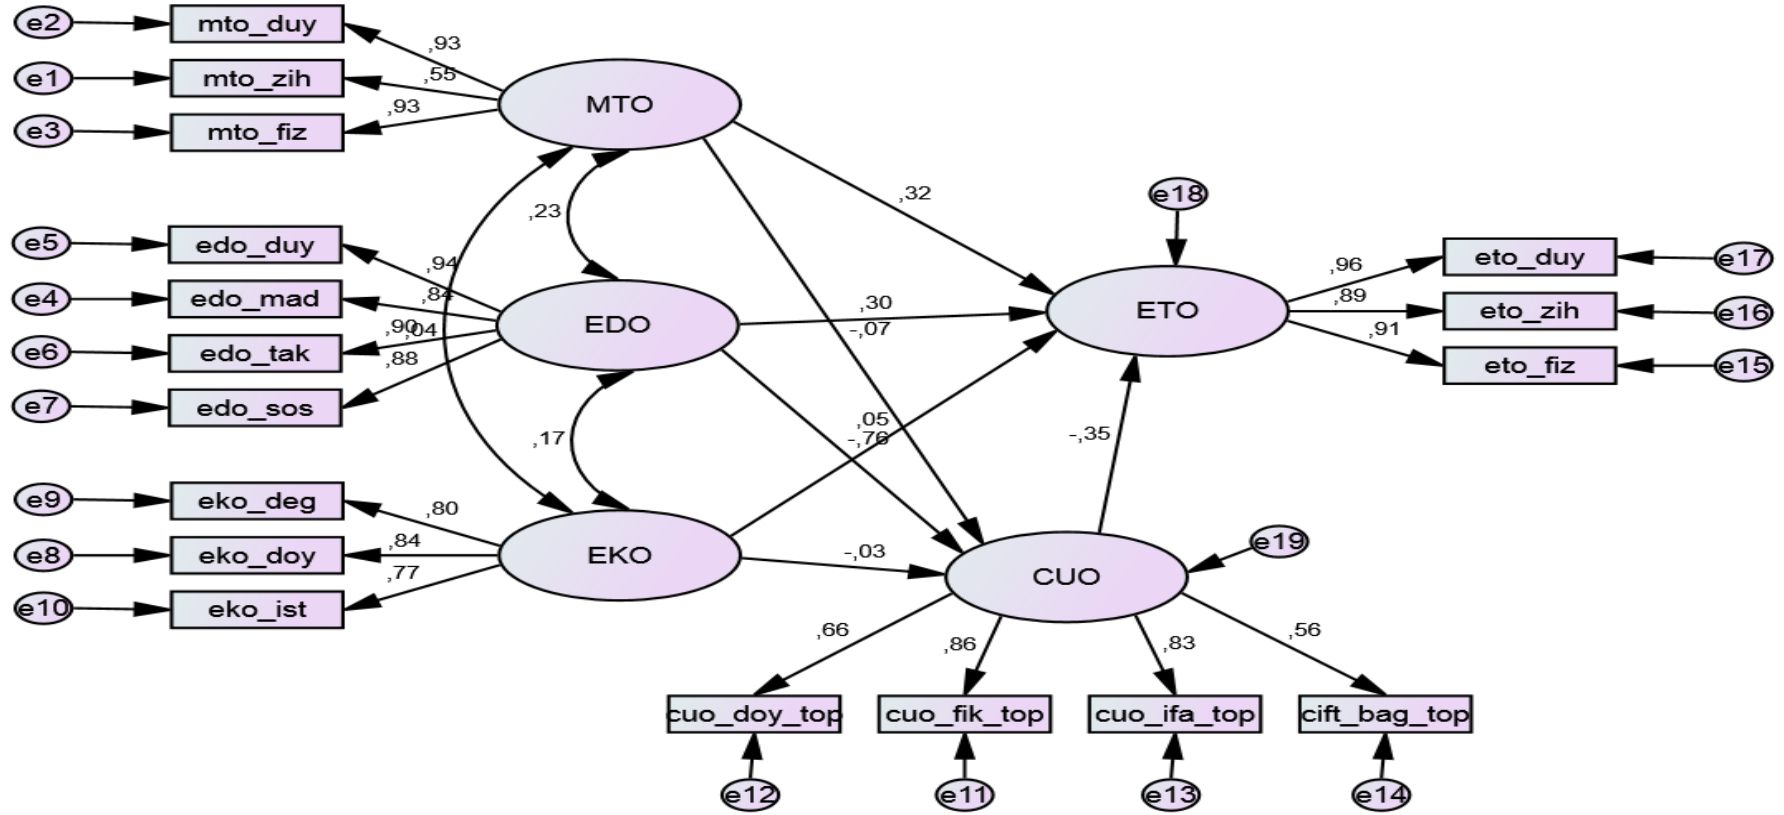 e2 mto_duy ,93
e1 mto_zih ,55 MTO
e3 mto_fiz ,93
,32 e18
,23
e5 edo_duy ,94 eto_duy e17 ,96
e4 edo_mad ,84 EDO ,30 ETO ,89 eto_zih e16
e6 edo_tak ,90 ,04 -,07 ,91
e7 edo_sos ,88 eto_fiz e15
,17 ,05 -,76 -,35
e9 eko_deg ,80
e8 eko_doy ,84 EKO -,03 CUO e19
e10 eko_ist ,77
,66 ,86 ,83 ,56
cuo_doy_top cuo_fik_top cuo_ifa_top cift_bag_top
e12 e11 e13 e14